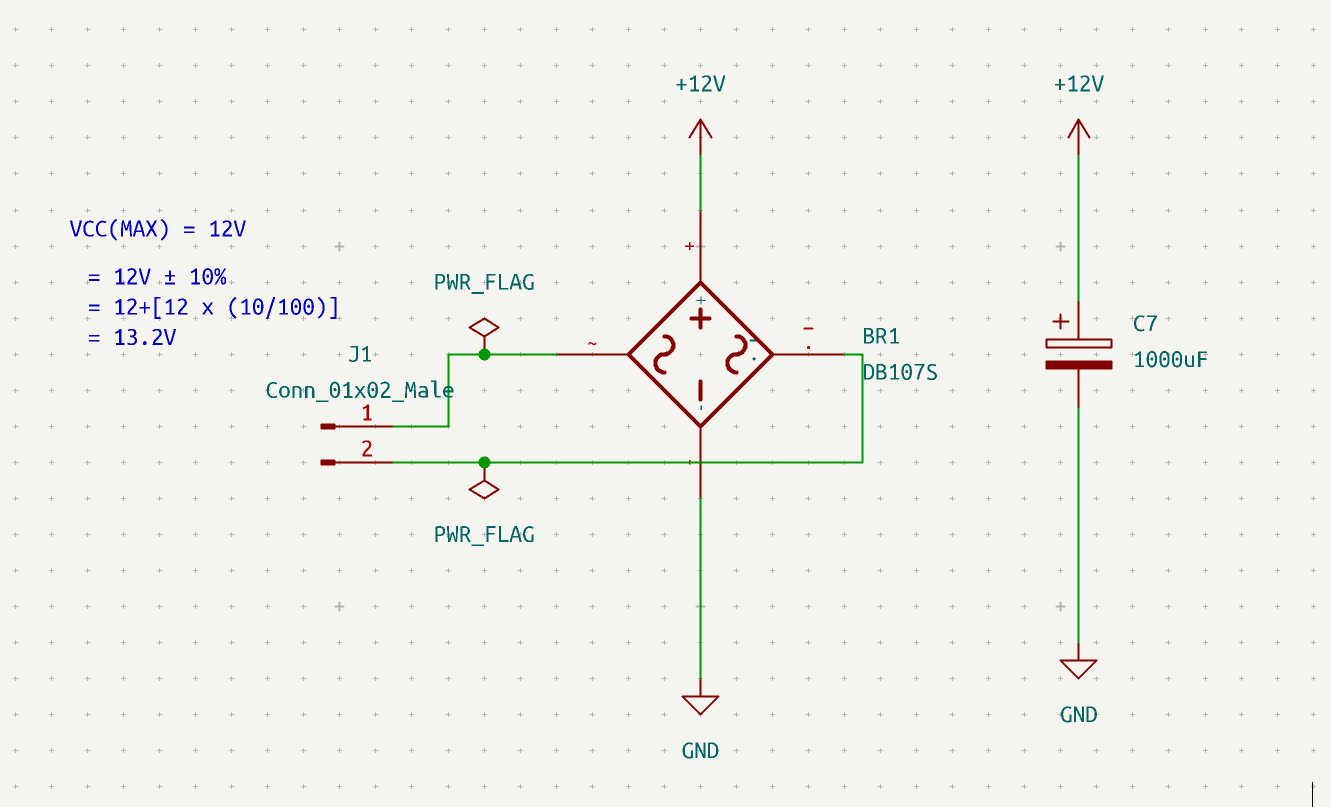 +12V
+12V
VCC(MAX) = 12V
= 12V ± 10%
= 12+[12 x (10/100)]
= 13.2V
PWR_FLAG
J1
Conn_01x02_Male
1
2
PWR_FLAG
+
+
~
BR1
DB107S
C7
1000uF
GND
GND